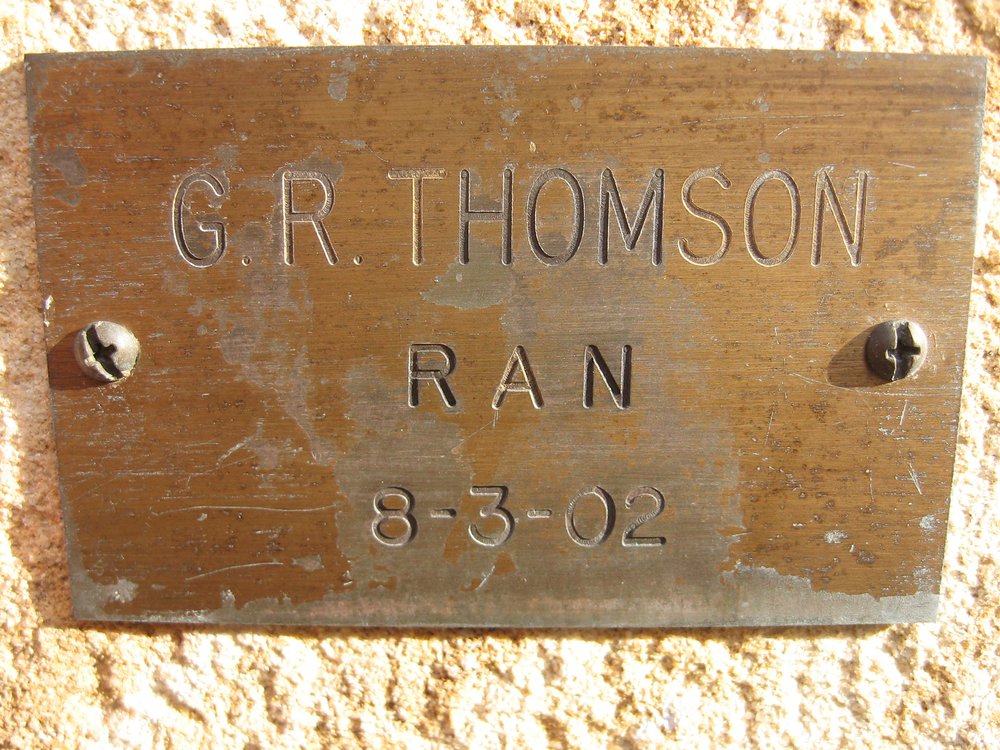 G. R. THOMSON
RAN
8-3-02